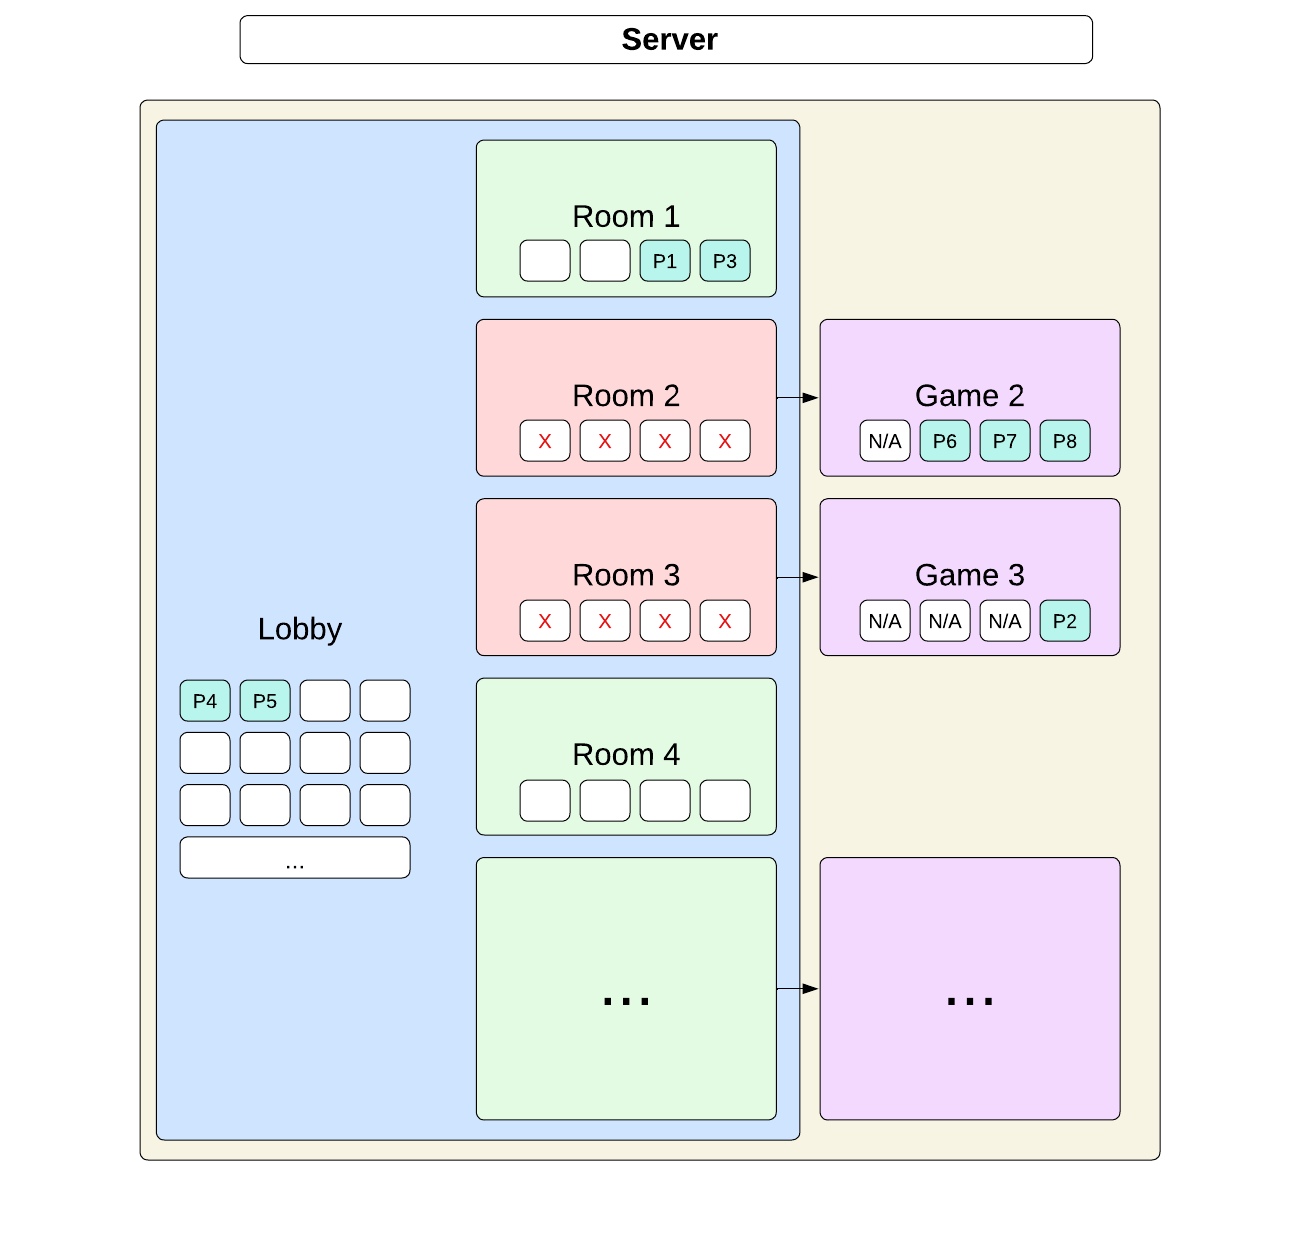 Server
Room 1
P1 P3
Room 2
X X X X
Game 2
N/A P6 P7 P8
Room 3
X X X X
Game 3
N/A N/A N/A P2
Lobby
P4 P5
...
Room 4
...
...